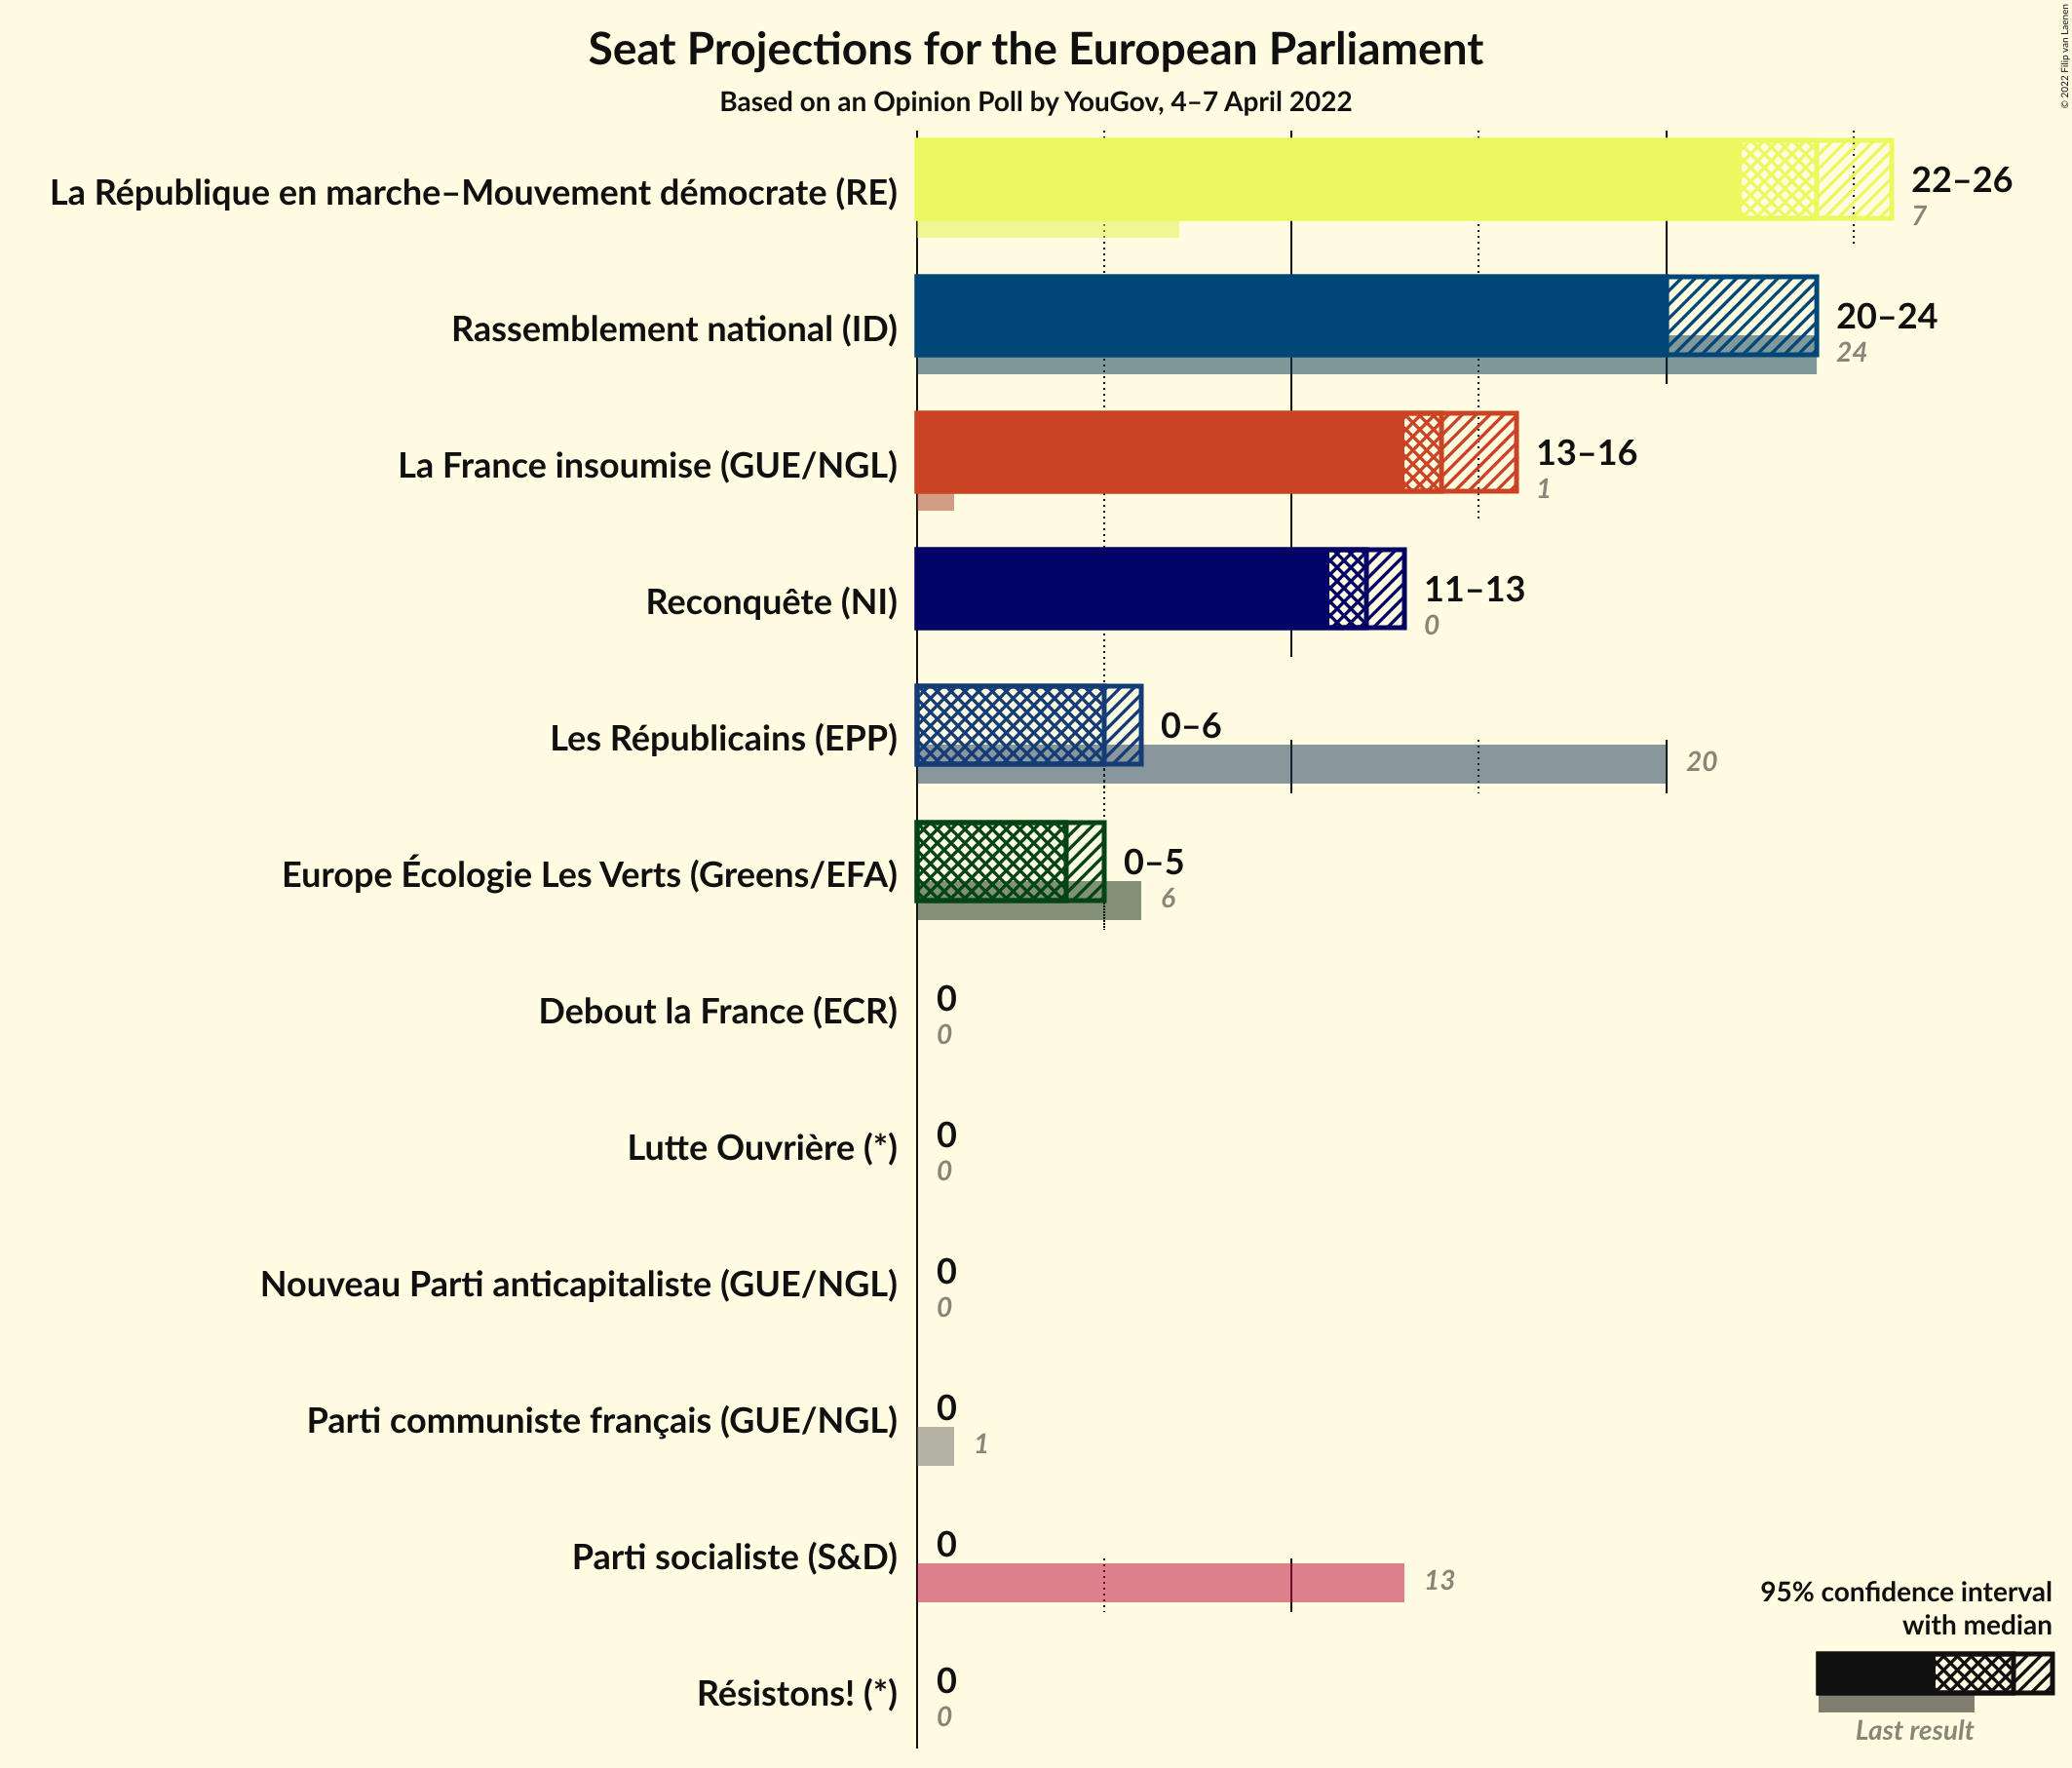 Seat Projections for the European Parliament
Based on an Opinion Poll by YouGov, 4–7 April 2022
© 2022 Filip van Laenen
La République en marche–Mouvement démocrate (RE)
22–26
7
Rassemblement national (ID)
20–24
24
La France insoumise (GUE/NGL)
13–16
1
Reconquête (NI)
11–13
0
Les Républicains (EPP)
0–6
20
Europe Écologie Les Verts (Greens/EFA)
0–5
6
Debout la France (ECR)
0
0
Lutte Ouvrière (*)
0
0
Nouveau Parti anticapitaliste (GUE/NGL)
0
0
Parti communiste français (GUE/NGL)
0
1
Parti socialiste (S&D)
0
13
Résistons! (*)
0
0
95% confidence interval
with median
Last result